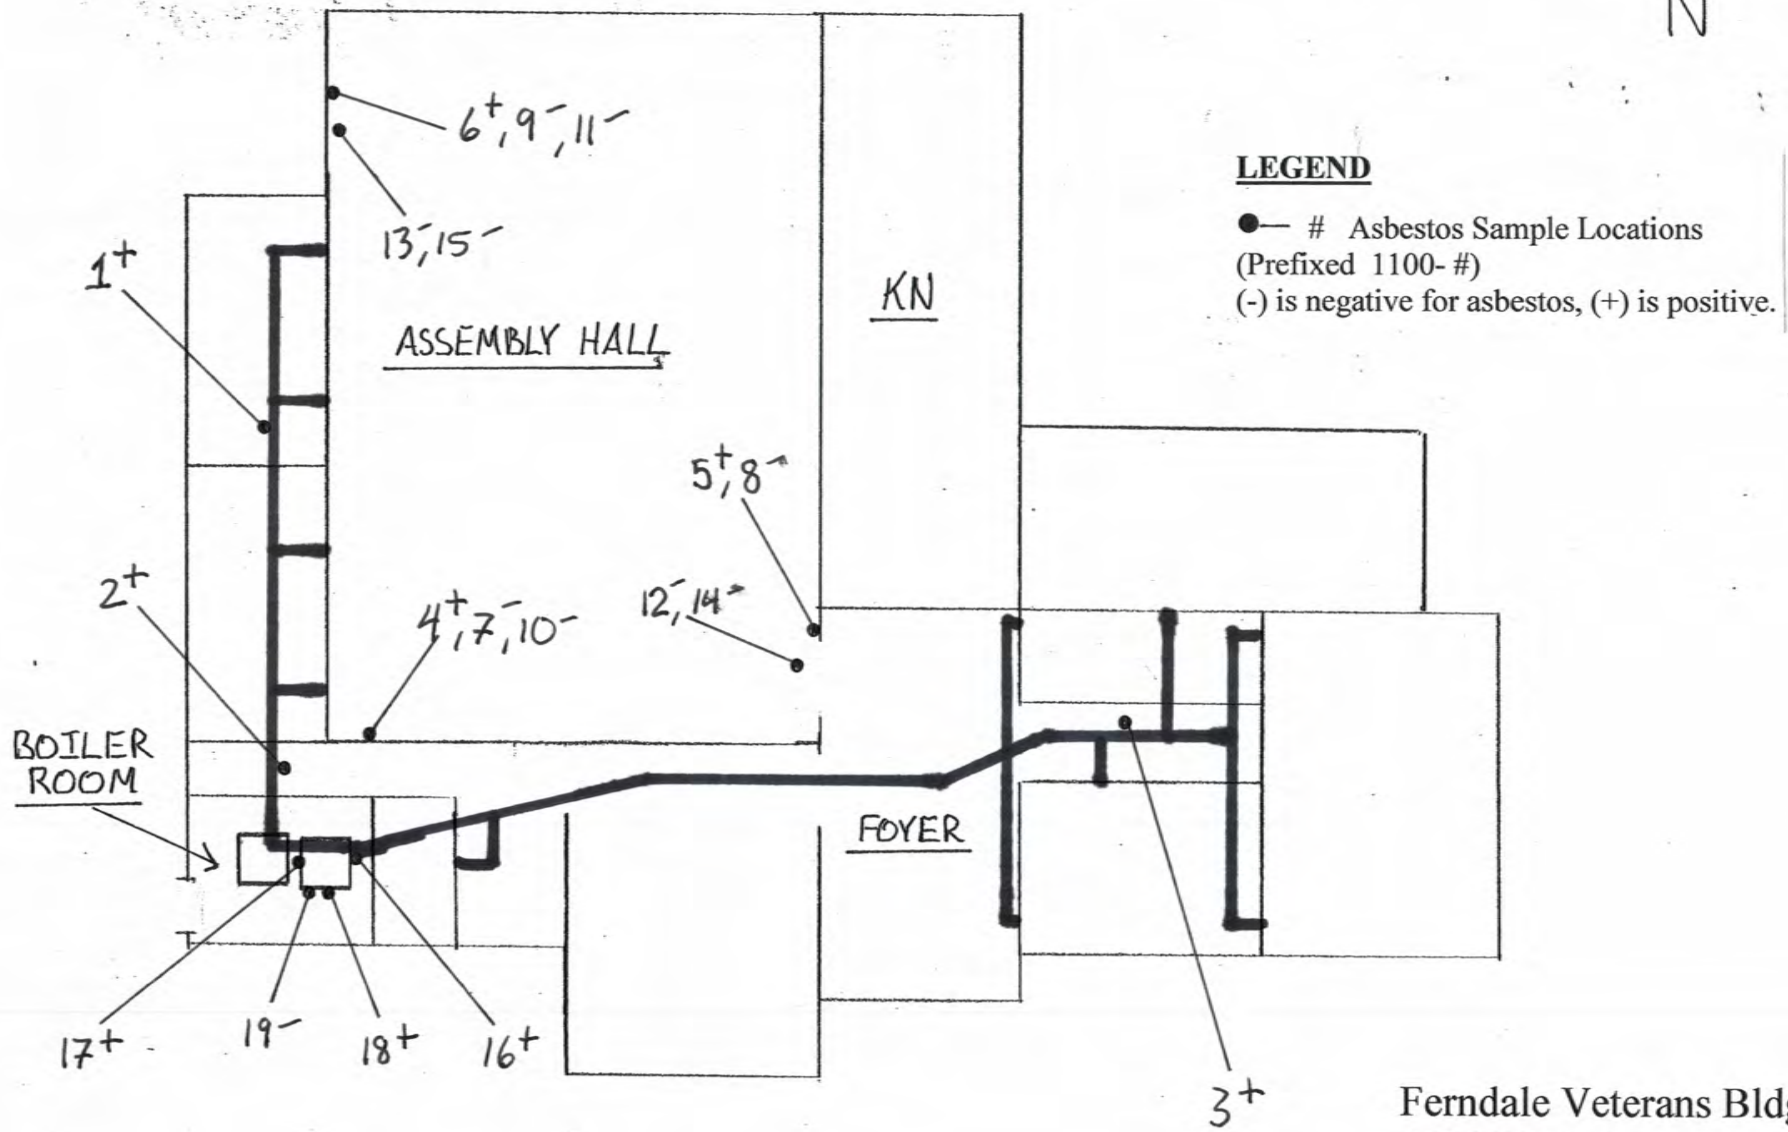 N
6+, 9-, 11-
13-, 15-
LEGEND
●— # Asbestos Sample Locations
(Prefixed 1100- #)
(-) is negative for asbestos, (+) is positive.
1+
KN
ASSEMBLY HALL
5+, 8-
2+
4+, 7-, 10-
12-, 14-
BOILER
ROOM
FOYER
17+
19-
18+
16+
3+
Ferndale Veterans Bldg